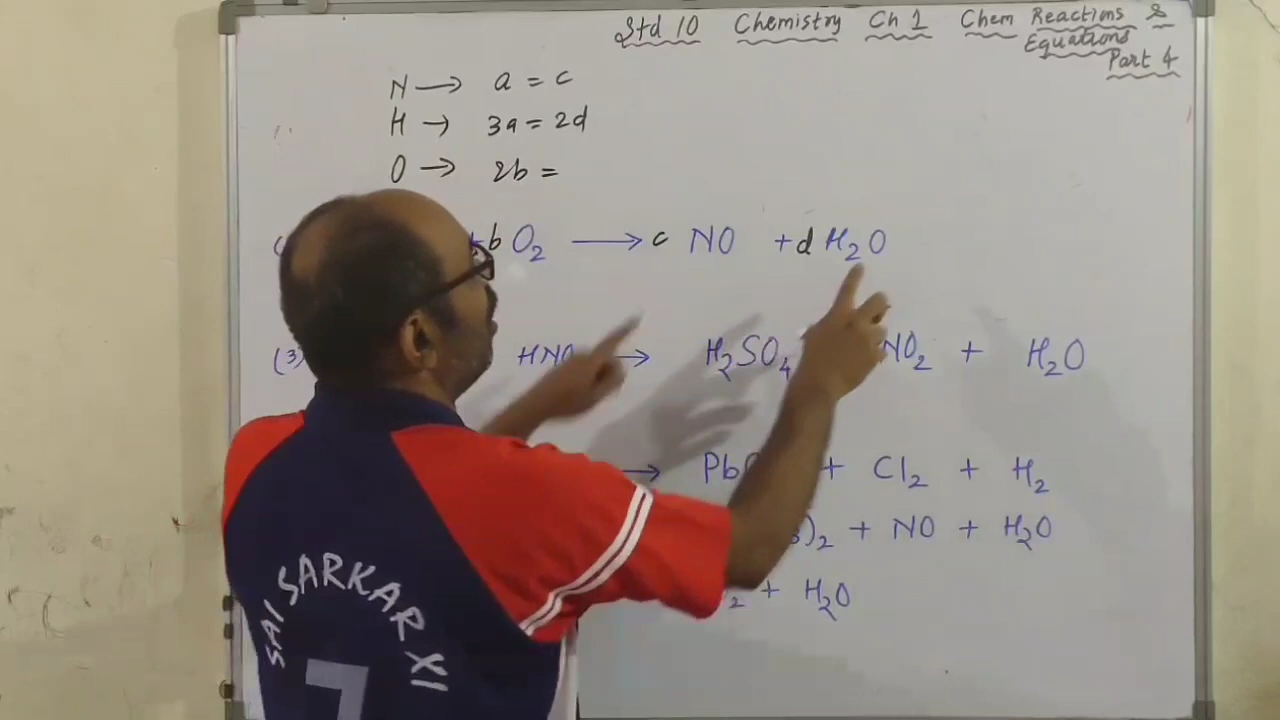 Std 10 Chemistry Ch 1 Chem Reactions &
Equations
Part 4
N → a = c
H → 3a = 2d
O → 2b =
+ b O₂ → c NO + d H₂O
(3) HNO → H₂SO₄ NO₂ + H₂O
→ Pb + Cl₂ + H₂
)₂ + NO + H₂O
₂ + H₂O
SAI SARKAR XI
7